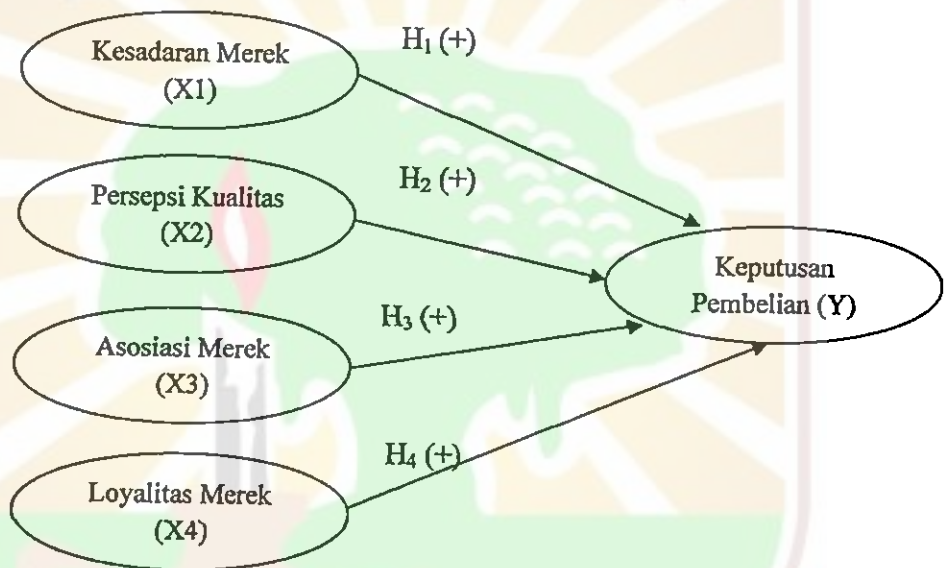 Kesadaran Merek
(X1)
H₁ (+)
Persepsi Kualitas
(X2)
H₂ (+)
Keputusan
Pembelian (Y)
Asosiasi Merek
(X3)
H₃ (+)
Loyalitas Merek
(X4)
H₄ (+)